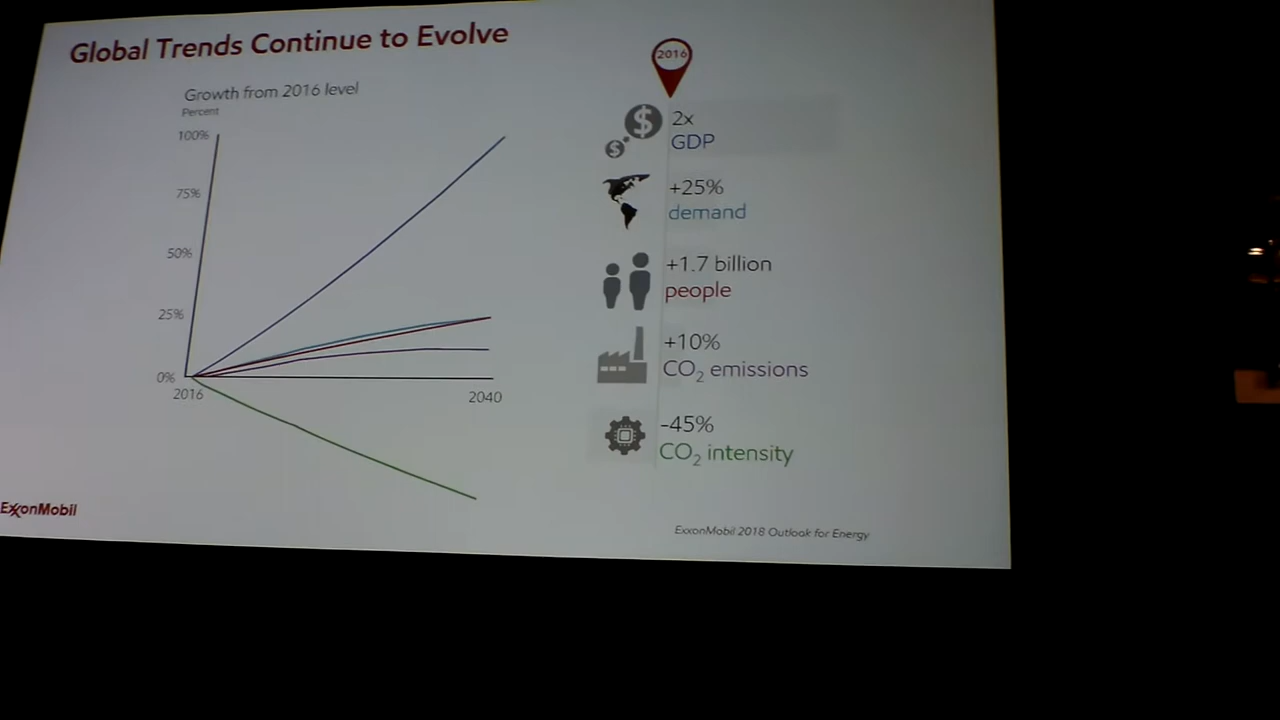 Global Trends Continue to Evolve
Growth from 2016 level
Percent
100%
75%
50%
25%
0%
2016
2040
2016
2x
GDP
+25%
demand
+1.7 billion
people
+10%
CO₂ emissions
-45%
CO₂ intensity
ExxonMobil
ExxonMobil 2018 Outlook for Energy